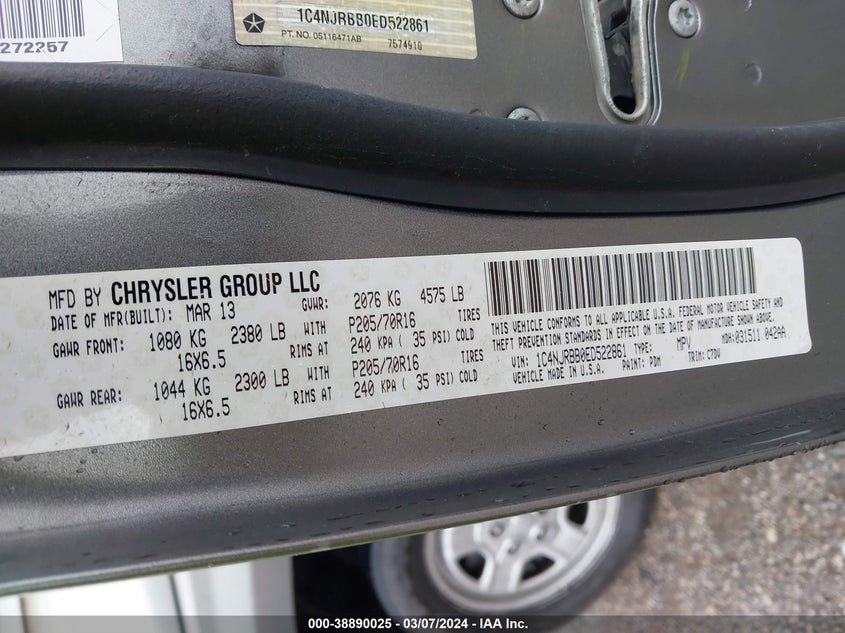 272257
1C4NJRBB0ED522861
PT. NO. 05116471AB 7574910
MFD BY CHRYSLER GROUP LLC
DATE OF MFR(BUILT): MAR 13 GVWR: 2076 KG 4575 LB
GAWR FRONT: 1080 KG 2380 LB WITH P205/70R16 TIRES
16X6.5 RIMS AT 240 KPA ( 35 PSI) COLD
GAWR REAR: 1044 KG 2300 LB WITH P205/70R16 TIRES
16X6.5 RIMS AT 240 KPA ( 35 PSI) COLD
THIS VEHICLE CONFORMS TO ALL APPLICABLE U.S.A. FEDERAL MOTOR VEHICLE SAFETY AND
THEFT PREVENTION STANDARDS IN EFFECT ON THE DATE OF MANUFACTURE SHOWN ABOVE.
VIN: 1C4NJRBB0ED522861 TYPE: MPV MDH: 031511 042AA
VEHICLE MADE IN U.S.A. PAINT: PDM TRIM: C7DV
000-38890025 - 03/07/2024 - IAA Inc.